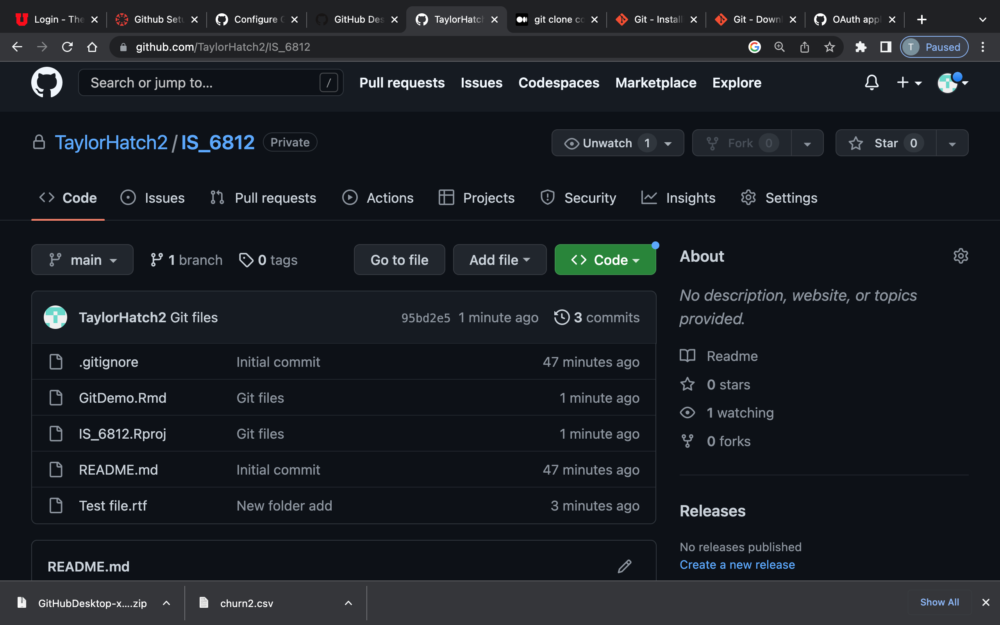 Login - The
Github Setu
Configure G
GitHub Des
TaylorHatch
git clone co
Git - Install
Git - Downl
OAuth appl
github.com/TaylorHatch2/IS_6812
T Paused
Search or jump to... /
Pull requests Issues Codespaces Marketplace Explore
TaylorHatch2/IS_6812 Private
Unwatch 1 Fork 0 Star 0
Code Issues Pull requests Actions Projects Security Insights Settings
main 1 branch 0 tags Go to file Add file Code
TaylorHatch2 Git files 95bd2e5 1 minute ago 3 commits
.gitignore Initial commit 47 minutes ago
GitDemo.Rmd Git files 1 minute ago
IS_6812.Rproj Git files 1 minute ago
README.md Initial commit 47 minutes ago
Test file.rtf New folder add 3 minutes ago
README.md
About
No description, website, or topics
provided.
Readme
0 stars
1 watching
0 forks
Releases
No releases published
Create a new release
GitHubDesktop-x....zip churn2.csv Show All